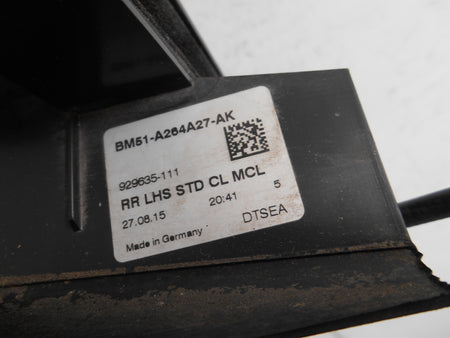 BM51-A264A27-AK
929635-111
RR LHS STD CL MCL
27.08.15 20:41 5
Made in Germany DTSEA